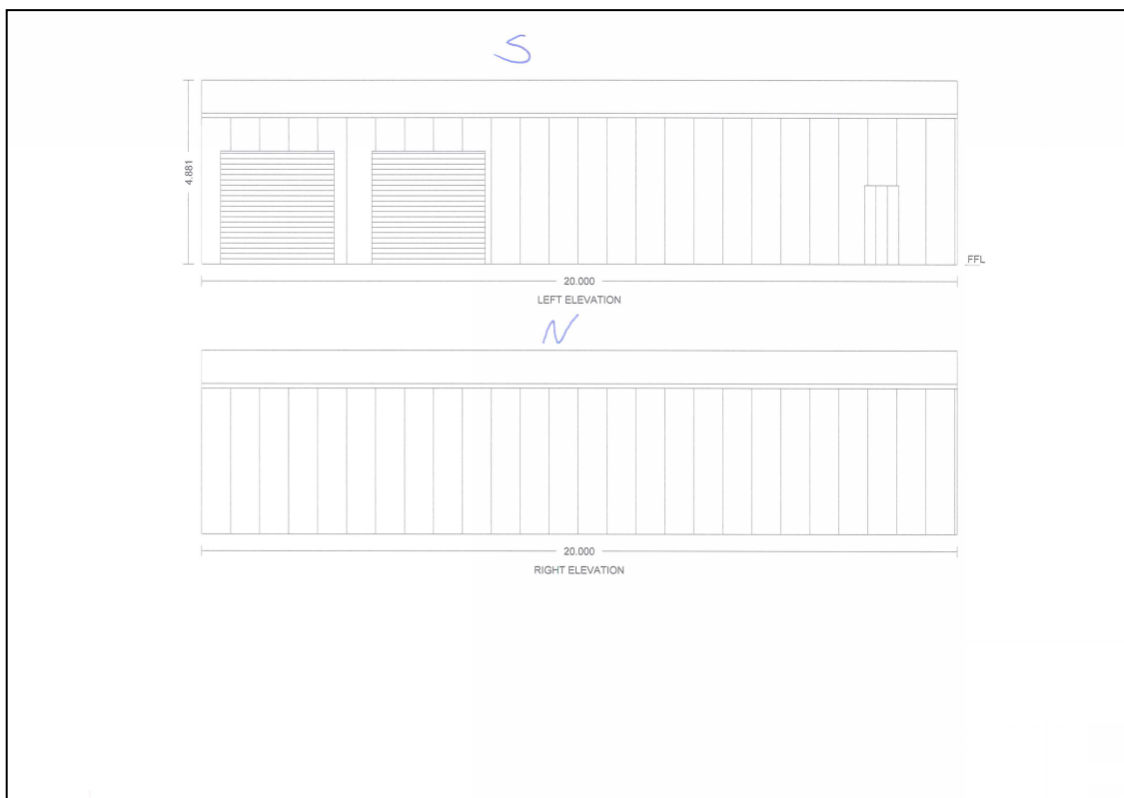 S
4.881
FFL
20.000
LEFT ELEVATION
N
20.000
RIGHT ELEVATION